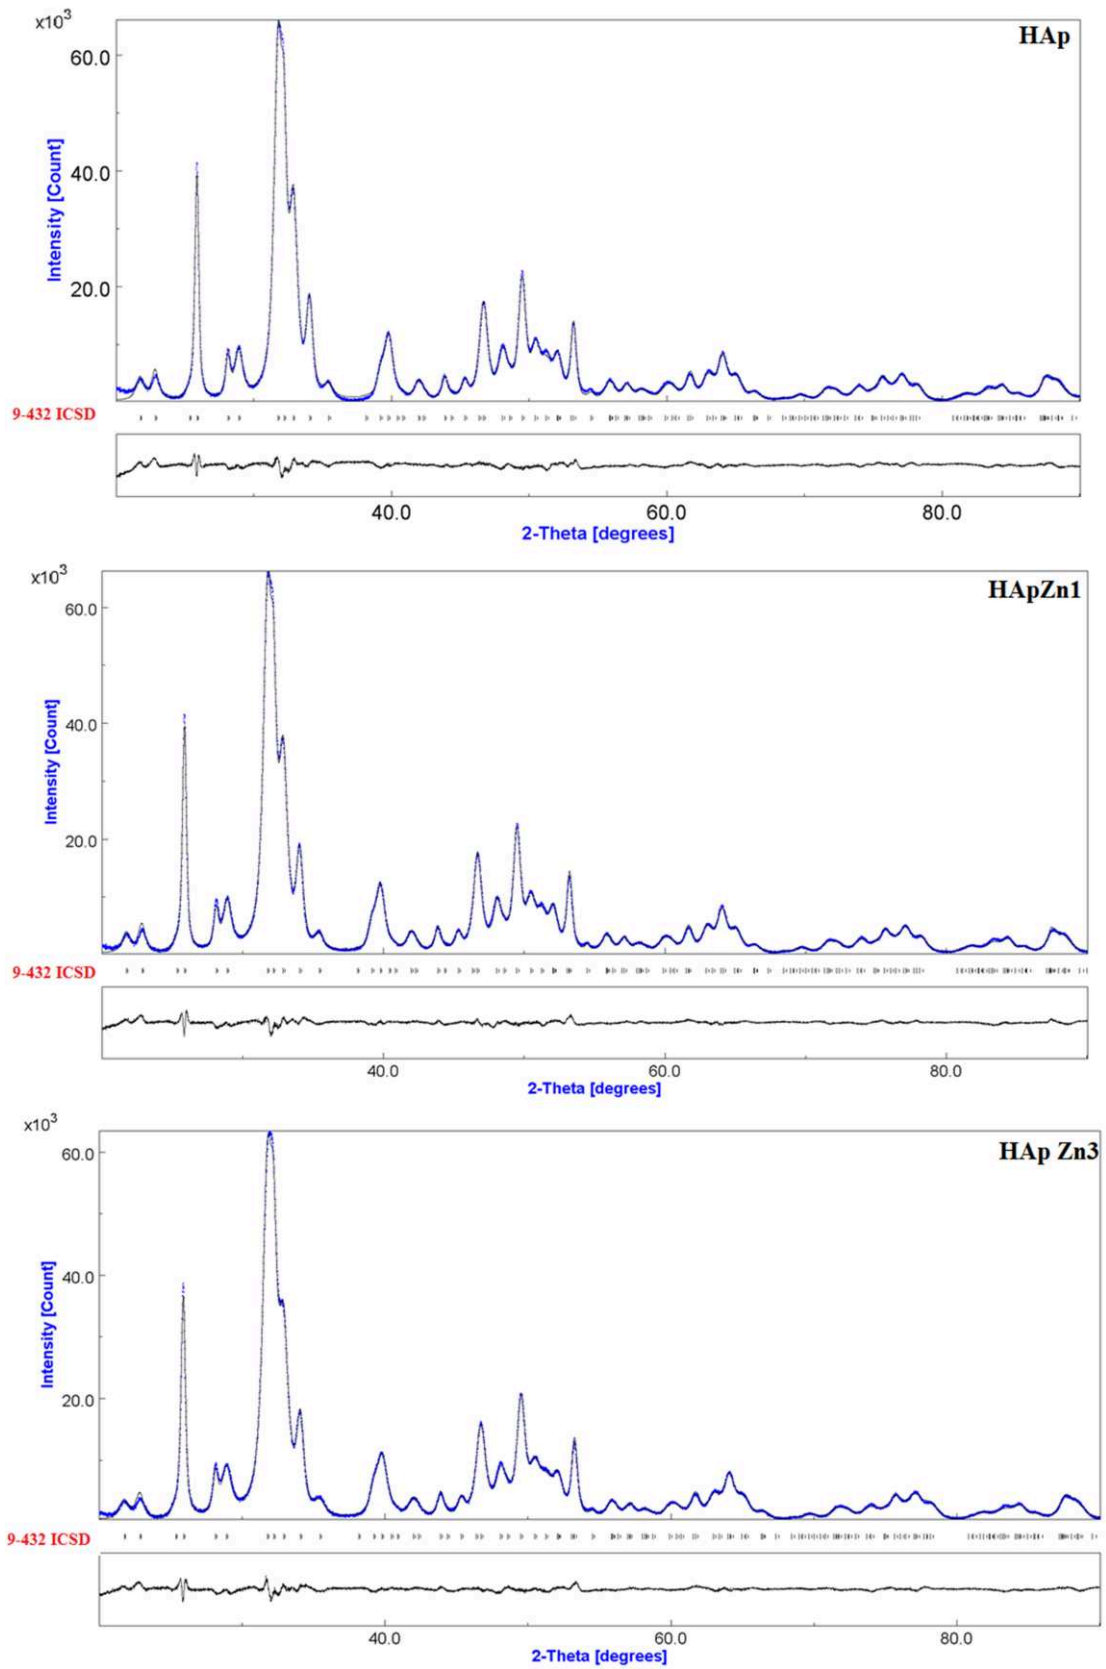 x10³
HAp
60.0
40.0
20.0
Intensity [Count]
9-432 ICSD
40.0 60.0 80.0
2-Theta [degrees]
x10³
HApZn1
60.0
40.0
20.0
Intensity [Count]
9-432 ICSD
40.0 60.0 80.0
2-Theta [degrees]
x10³
HAp Zn3
60.0
40.0
20.0
Intensity [Count]
9-432 ICSD
40.0 60.0 80.0
2-Theta [degrees]